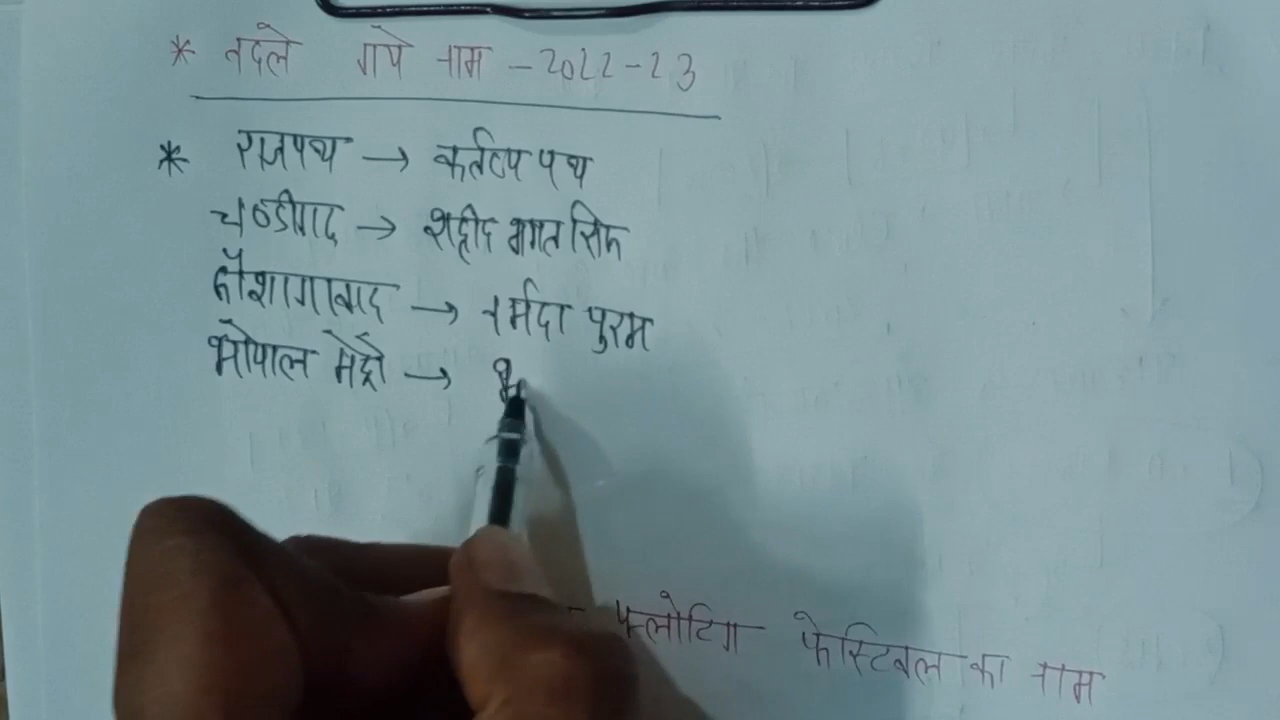 * बदले गये नाम - 2022-23
* राजपथ → कर्तव्य पथ
चण्डीगढ़ → शहीद भगत सिंह
होशंगाबाद → नर्मदा पुरम
भोपाल मेट्रो → भो
- फ्लोटिंग फेस्टिवल का नाम